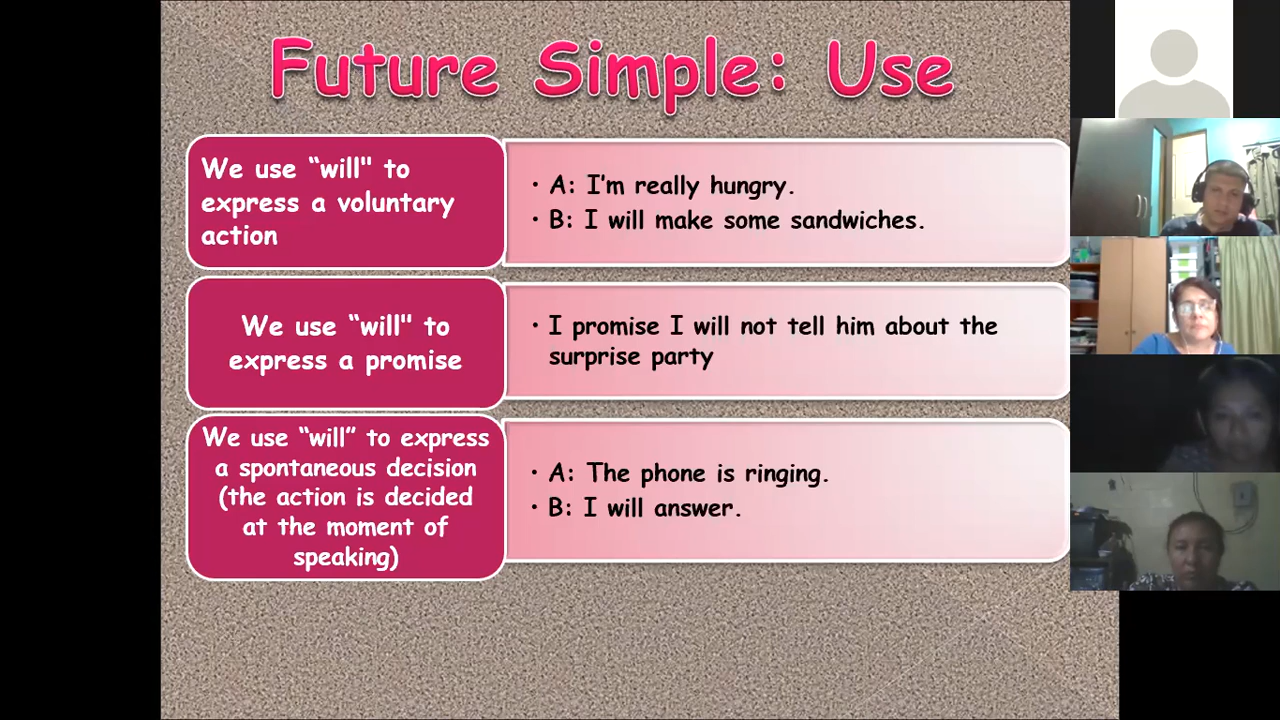 Future Simple: Use
We use “will" to
express a voluntary
action
• A: I’m really hungry.
• B: I will make some sandwiches.
We use “will" to
express a promise
• I promise I will not tell him about the
surprise party
We use “will” to express
a spontaneous decision
(the action is decided
at the moment of
speaking)
• A: The phone is ringing.
• B: I will answer.